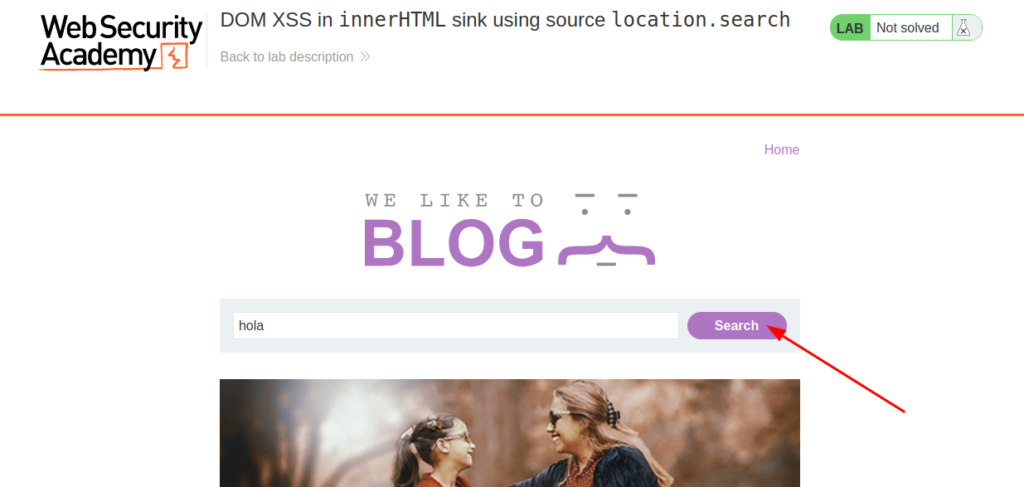 Web Security
Academy
DOM XSS in innerHTML sink using source location.search
Back to lab description >>
LAB Not solved
Home
WE LIKE TO
BLOG
hola
Search